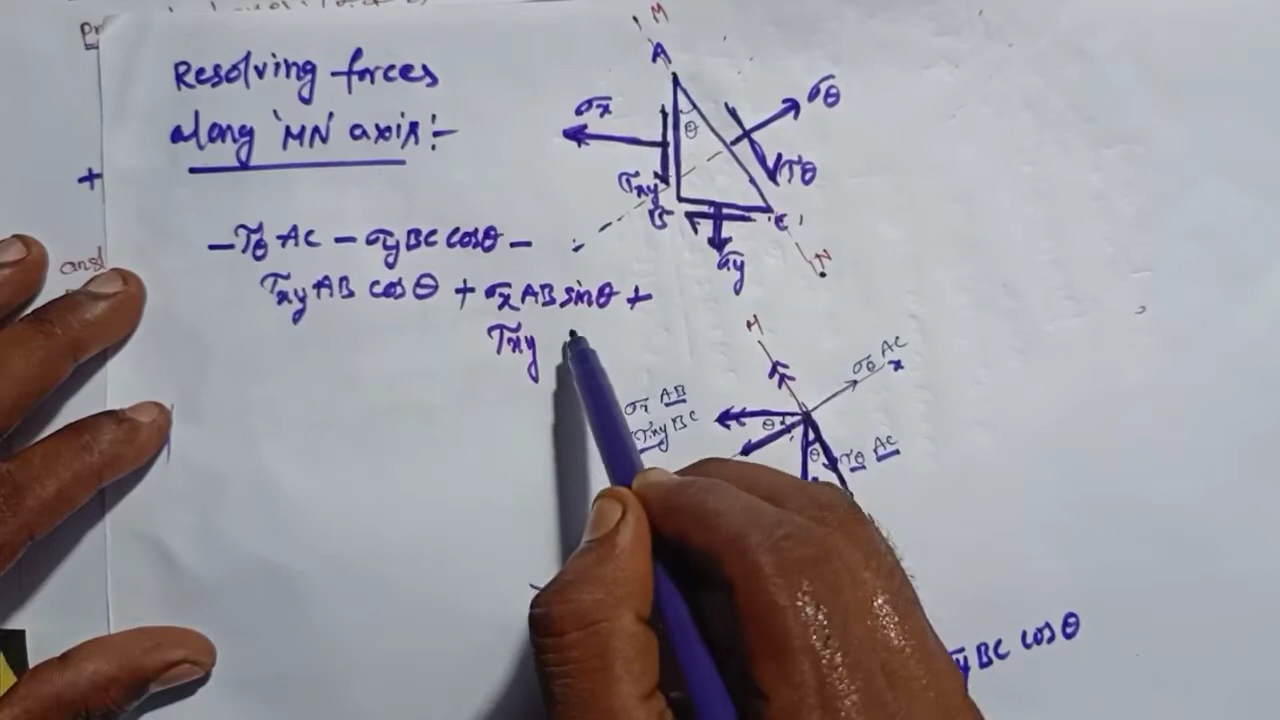 Resolving forces
along 'MN' axis:-
-τθ AC - σy BC cosθ -
τxy AB cosθ + σx AB sinθ +
τxy
M
A
σx
θ
σθ
τxy
τθ
B
C
σy
N
M
σθ AC
x
σx AB
τxy BC
θ
θ
τθ AC
y BC cosθ
ans